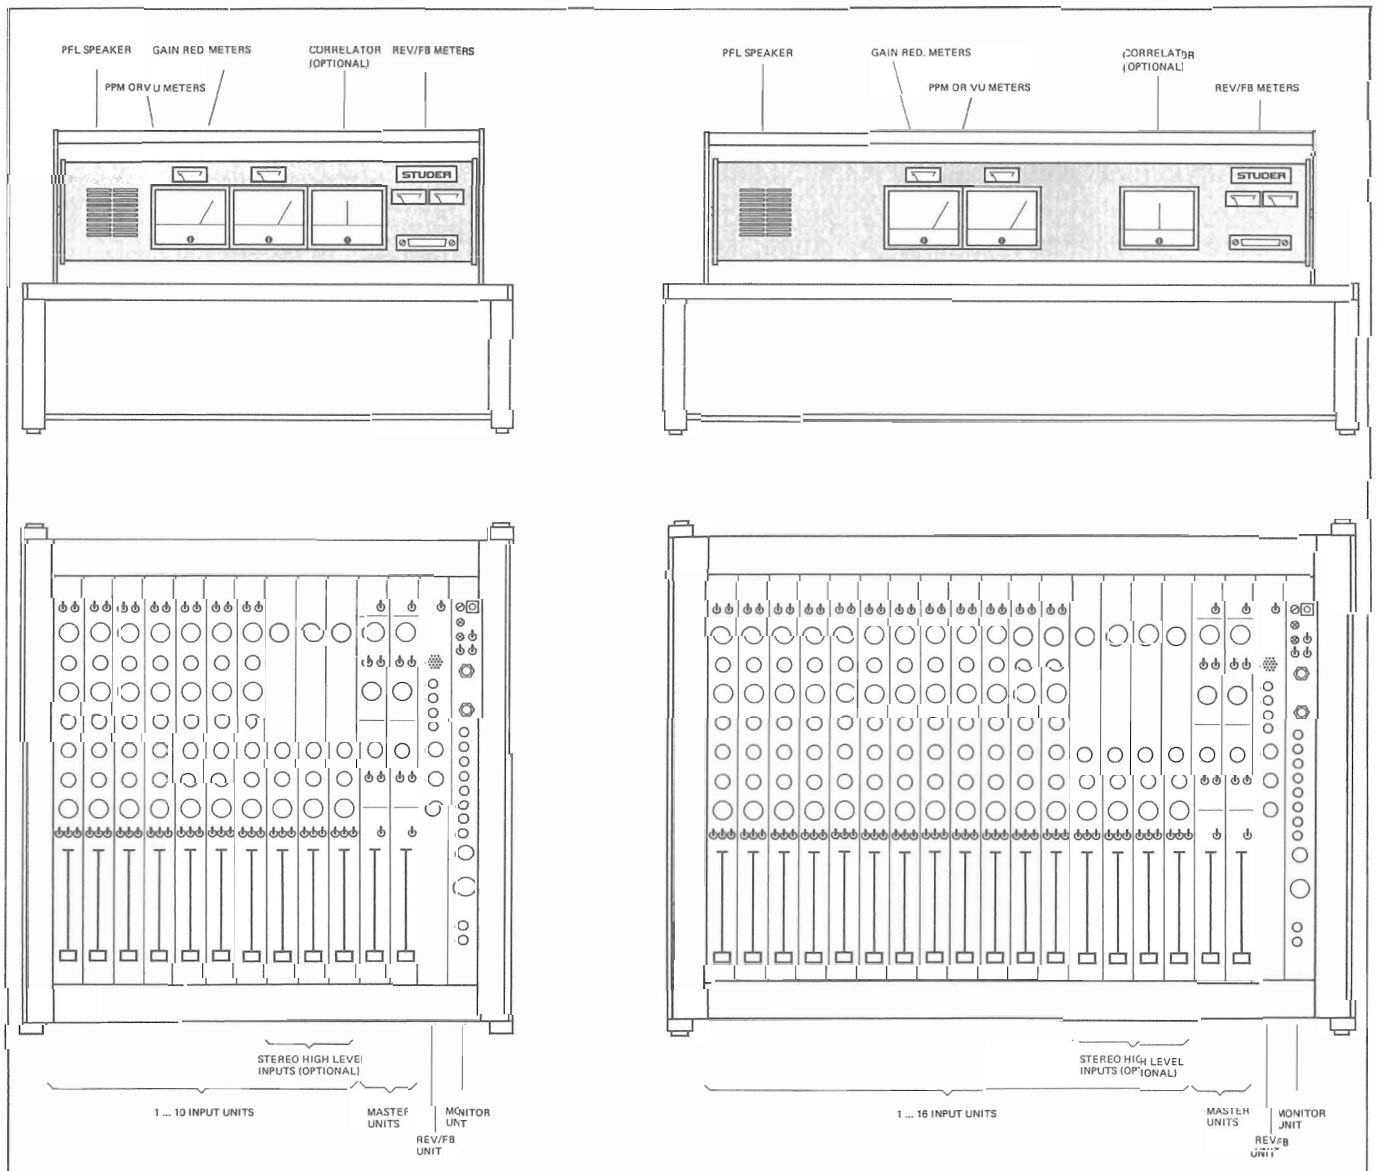 PFL SPEAKER
GAIN RED METERS
CORRELATOR
(OPTIONAL)
REV/FB METERS
PPM OR VU METERS
STUDER
PFL SPEAKER
GAIN RED. METERS
CORRELATOR
(OPTIONAL)
PPM OR VU METERS
REV/FB METERS
STUDER
STEREO HIGH LEVEL
INPUTS (OPTIONAL)
1 ... 10 INPUT UNITS
MASTER
UNITS
MONITOR
UNIT
REV/FB
UNIT
STEREO HIGH LEVEL
INPUTS (OPTIONAL)
1 ... 16 INPUT UNITS
MASTER
UNITS
MONITOR
UNIT
REV/FB
UNIT